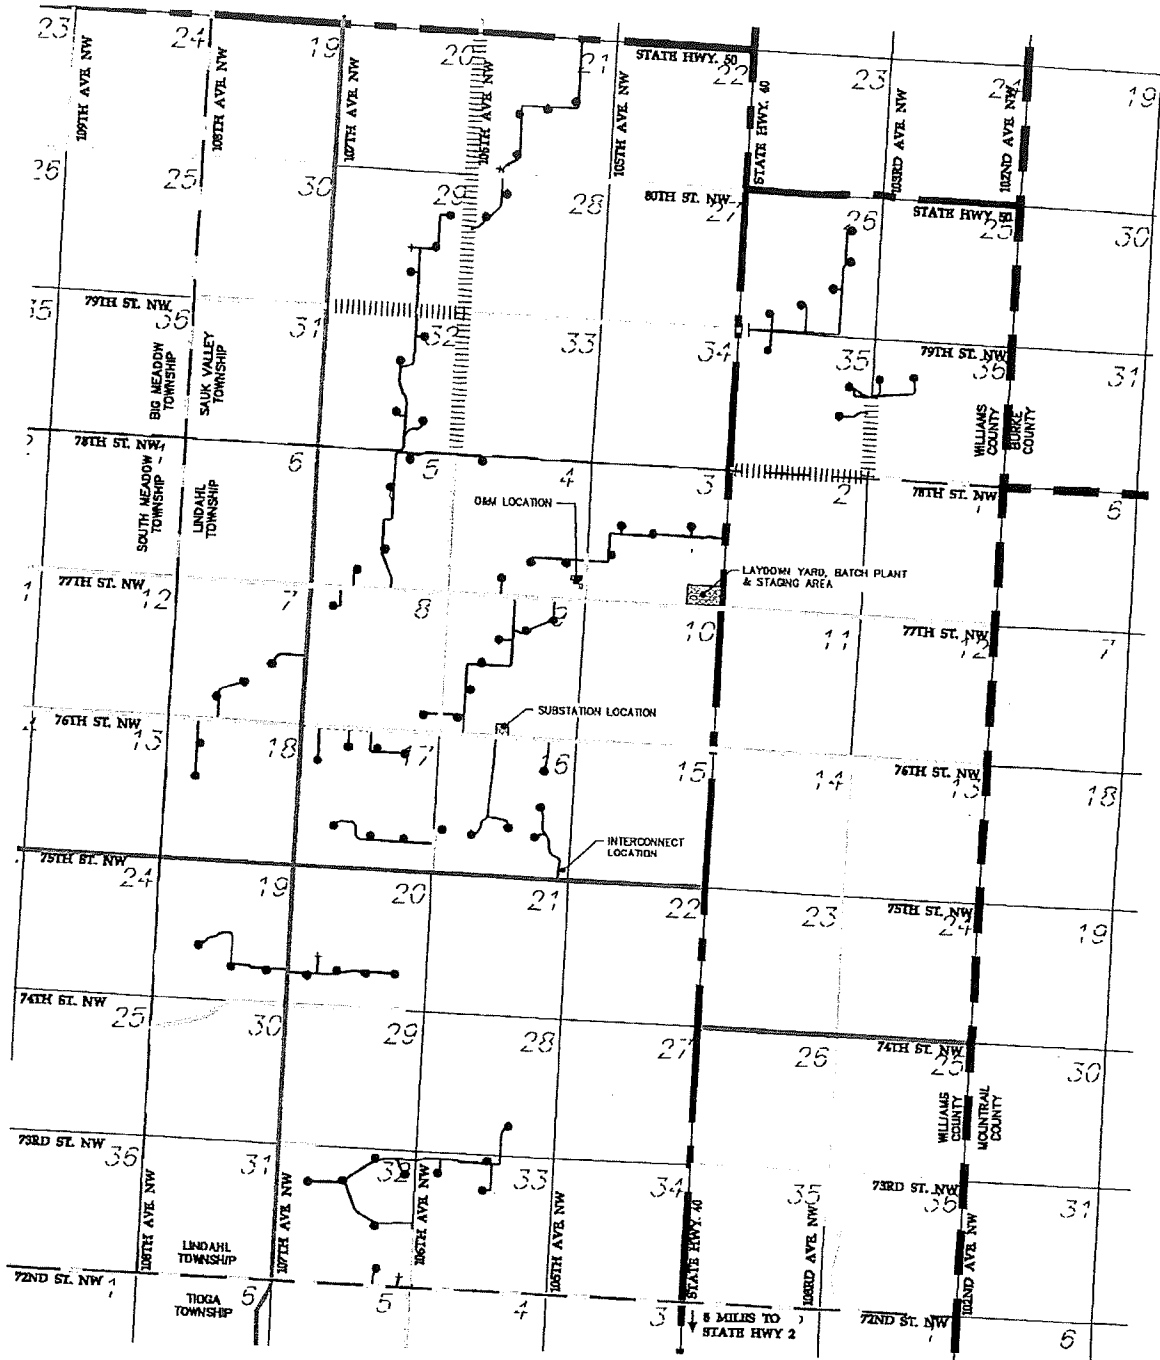 23
24
19
20
21
STATE HWY. 50
22
23
24
19
109TH AVE. NW
108TH AVE. NW
107TH AVE. NW
106TH AVE. NW
105TH AVE. NW
STATE HWY. 40
103RD AVE. NW
102ND AVE. NW
26
25
30
29
28
80TH ST. NW
27
26
STATE HWY. 50
25
30
35
79TH ST. NW
36
31
32
33
34
35
79TH ST. NW
36
31
BIG MEADOW
TOWNSHIP
SAUK VALLEY
TOWNSHIP
WILLIAMS
COUNTY
BURKE
COUNTY
2
78TH ST. NW
1
6
5
4
3
2
78TH ST. NW
1
6
SOUTH MEADOW
TOWNSHIP
LINDAHL
TOWNSHIP
O&M LOCATION
LAYDOWN YARD, BATCH PLANT
& STAGING AREA
77TH ST. NW
12
7
8
9
10
11
77TH ST. NW
12
7
SUBSTATION LOCATION
76TH ST. NW
13
18
17
16
15
14
76TH ST. NW
13
18
INTERCONNECT
LOCATION
75TH ST. NW
24
19
20
21
22
23
75TH ST. NW
24
19
74TH ST. NW
25
30
29
28
27
26
74TH ST. NW
25
30
WILLIAMS
COUNTY
MOUNTRAIL
COUNTY
73RD ST. NW
36
31
32
33
34
35
73RD ST. NW
36
31
108TH AVE. NW
107TH AVE. NW
106TH AVE. NW
105TH AVE. NW
STATE HWY. 40
103RD AVE. NW
102ND AVE. NW
LINDAHL
TOWNSHIP
72ND ST. NW
1
TIOGA
TOWNSHIP
6
5
4
3
5 MILES TO
STATE HWY 2
72ND ST. NW
6